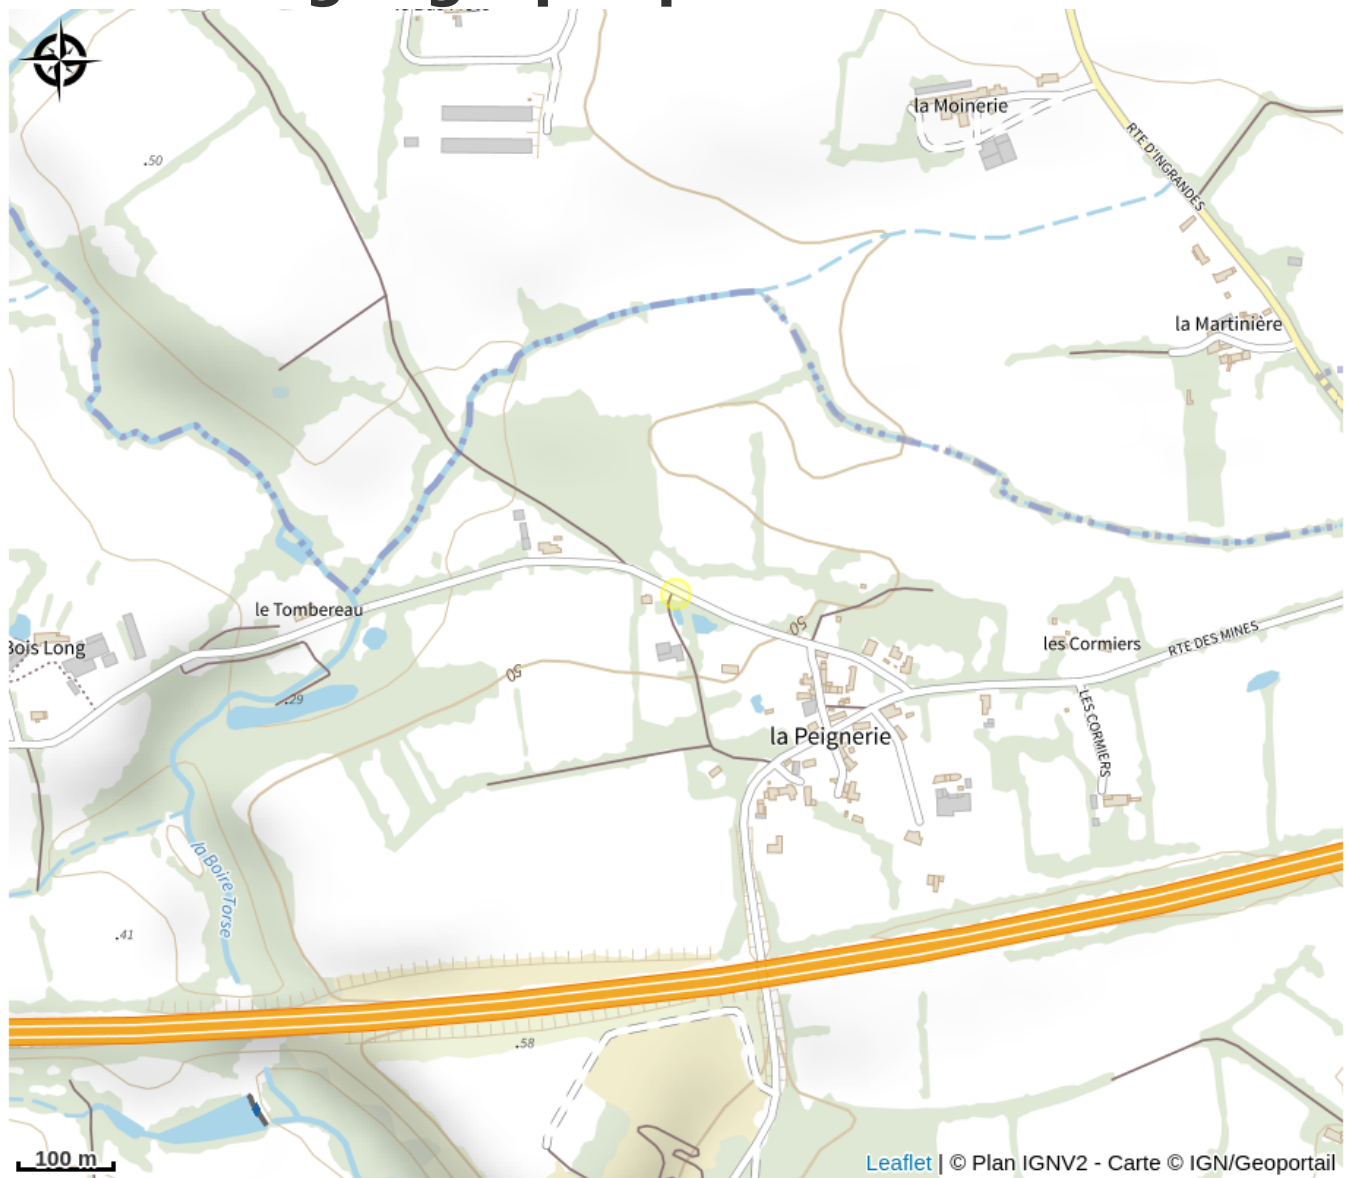 la Moinerie
RTE D'INGRANDES
.50
la Martinière
le Tombereau
Bois Long
50
les Cormiers
RTE DES MINES
50
.29
LES CORMIERS
la Peignerie
la Boire Torse
.41
.58
100 m
Leaflet | © Plan IGNV2 - Carte © IGN/Geoportail